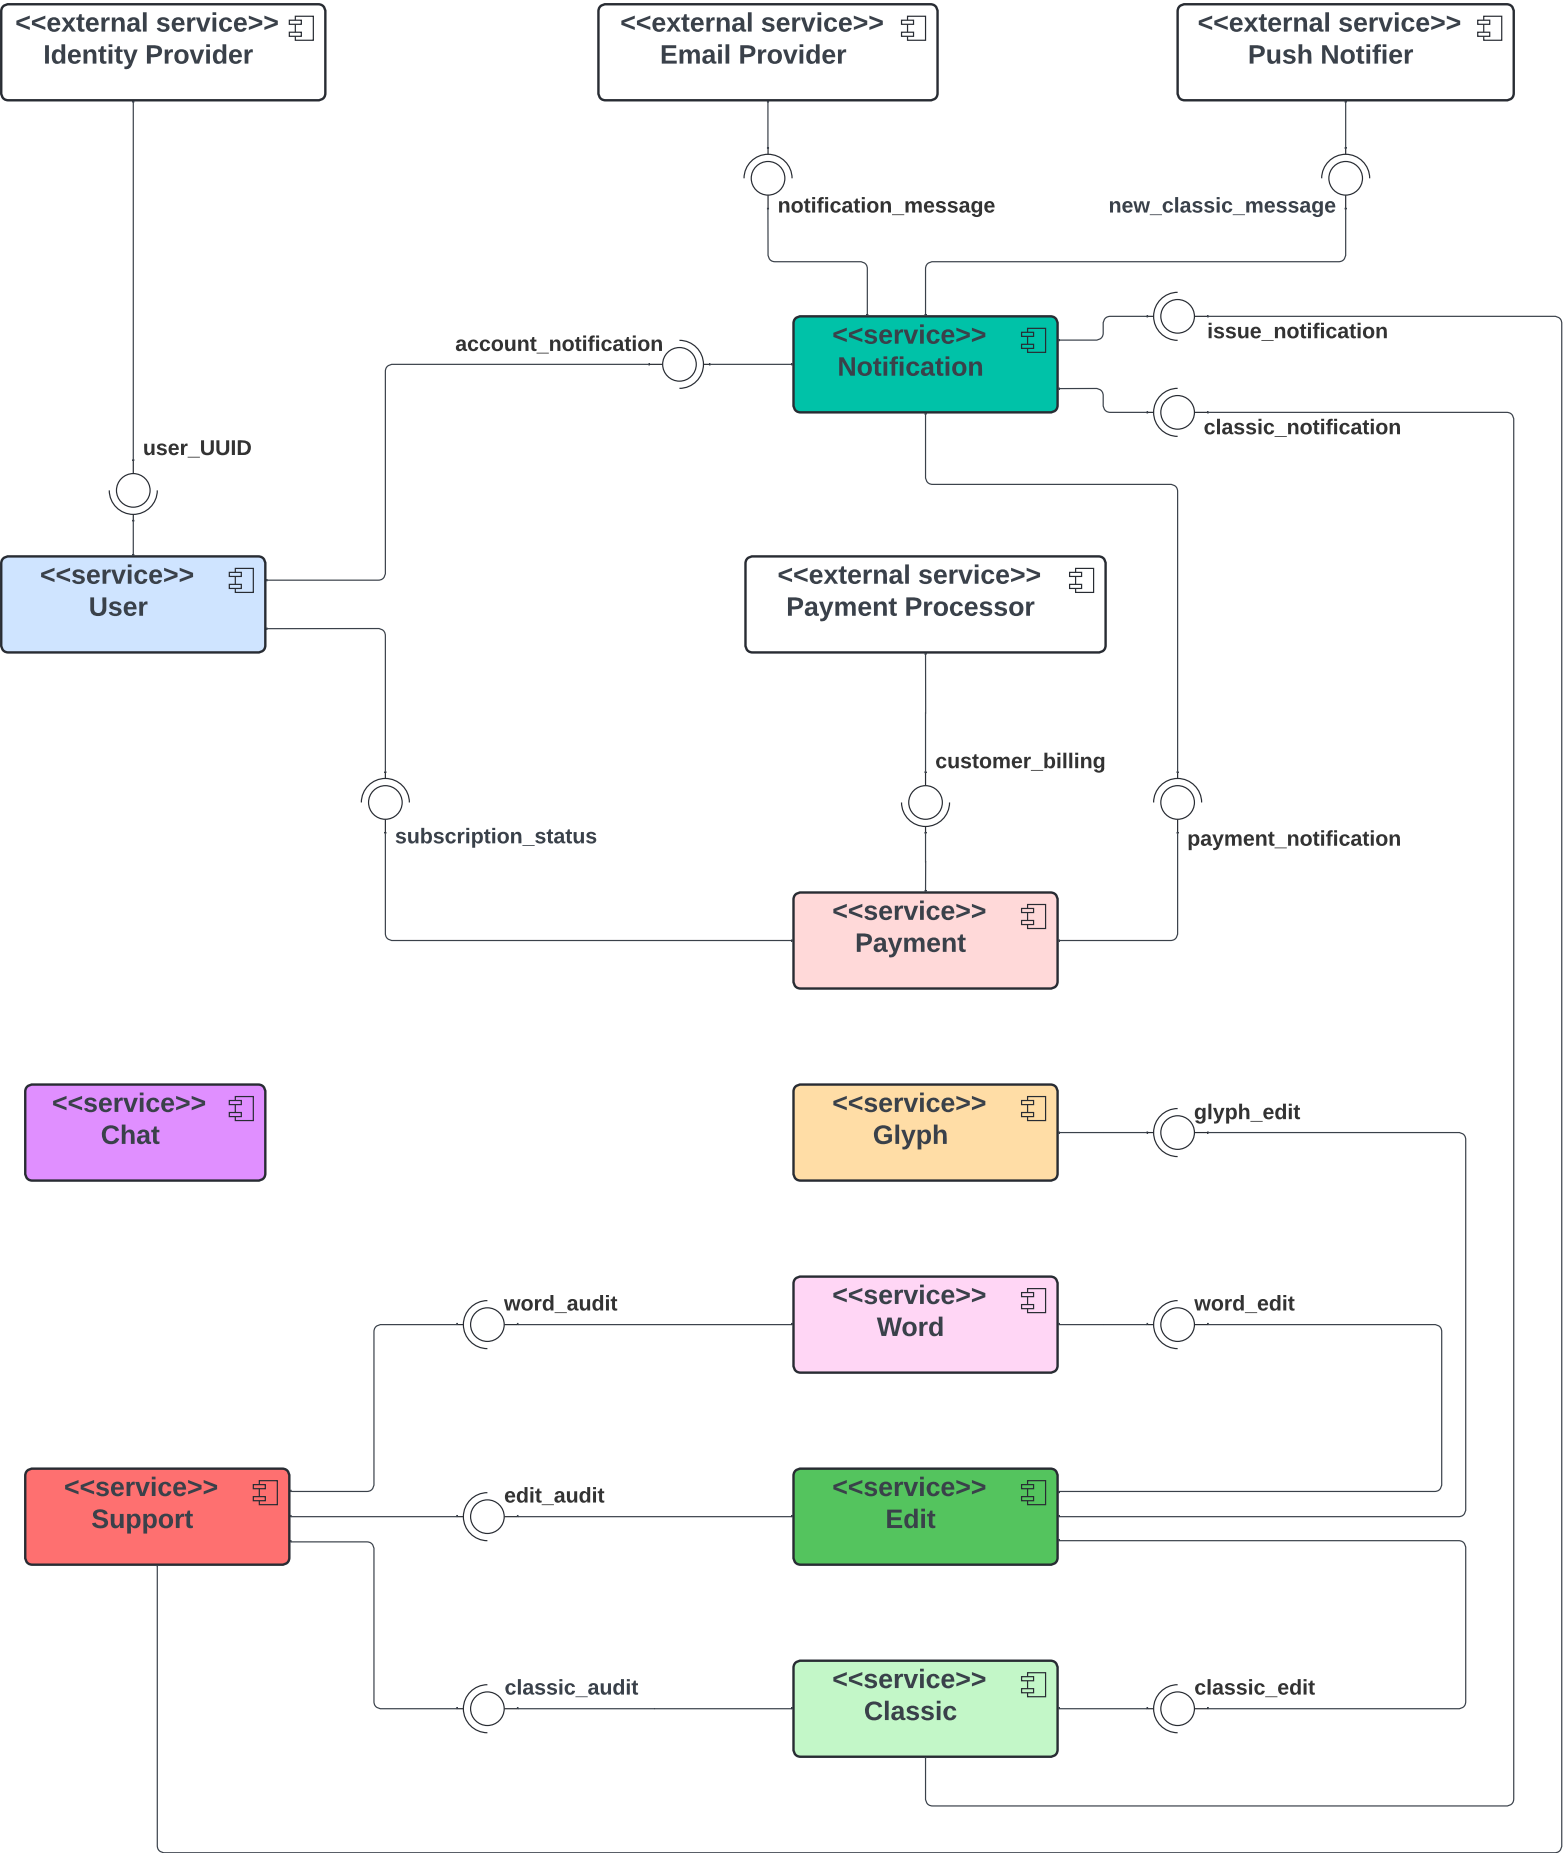 <<external service>>
Identity Provider
<<external service>>
Email Provider
<<external service>>
Push Notifier
notification_message
new_classic_message
<<service>>
Notification
issue_notification
account_notification
classic_notification
user_UUID
<<service>>
User
<<external service>>
Payment Processor
customer_billing
subscription_status
payment_notification
<<service>>
Payment
<<service>>
Chat
<<service>>
Glyph
glyph_edit
word_audit
<<service>>
Word
word_edit
<<service>>
Support
edit_audit
<<service>>
Edit
classic_audit
<<service>>
Classic
classic_edit